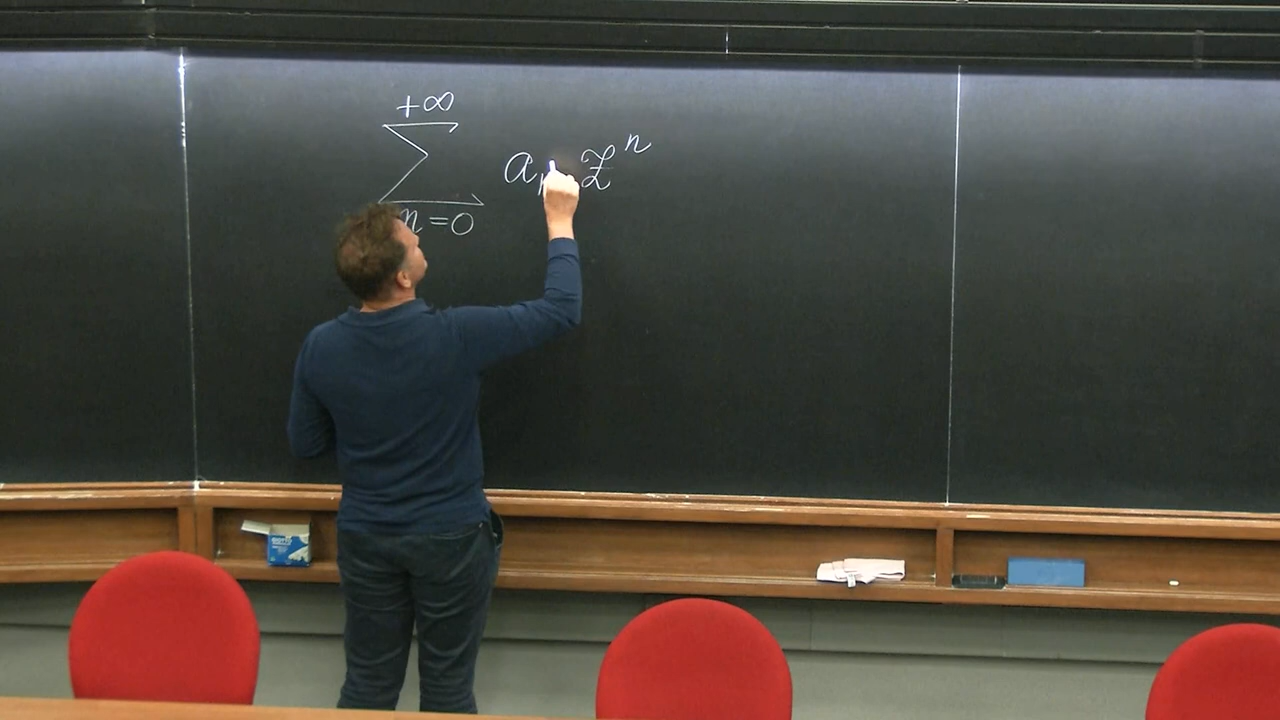 +∞
∑ aₙ zⁿ
n=0